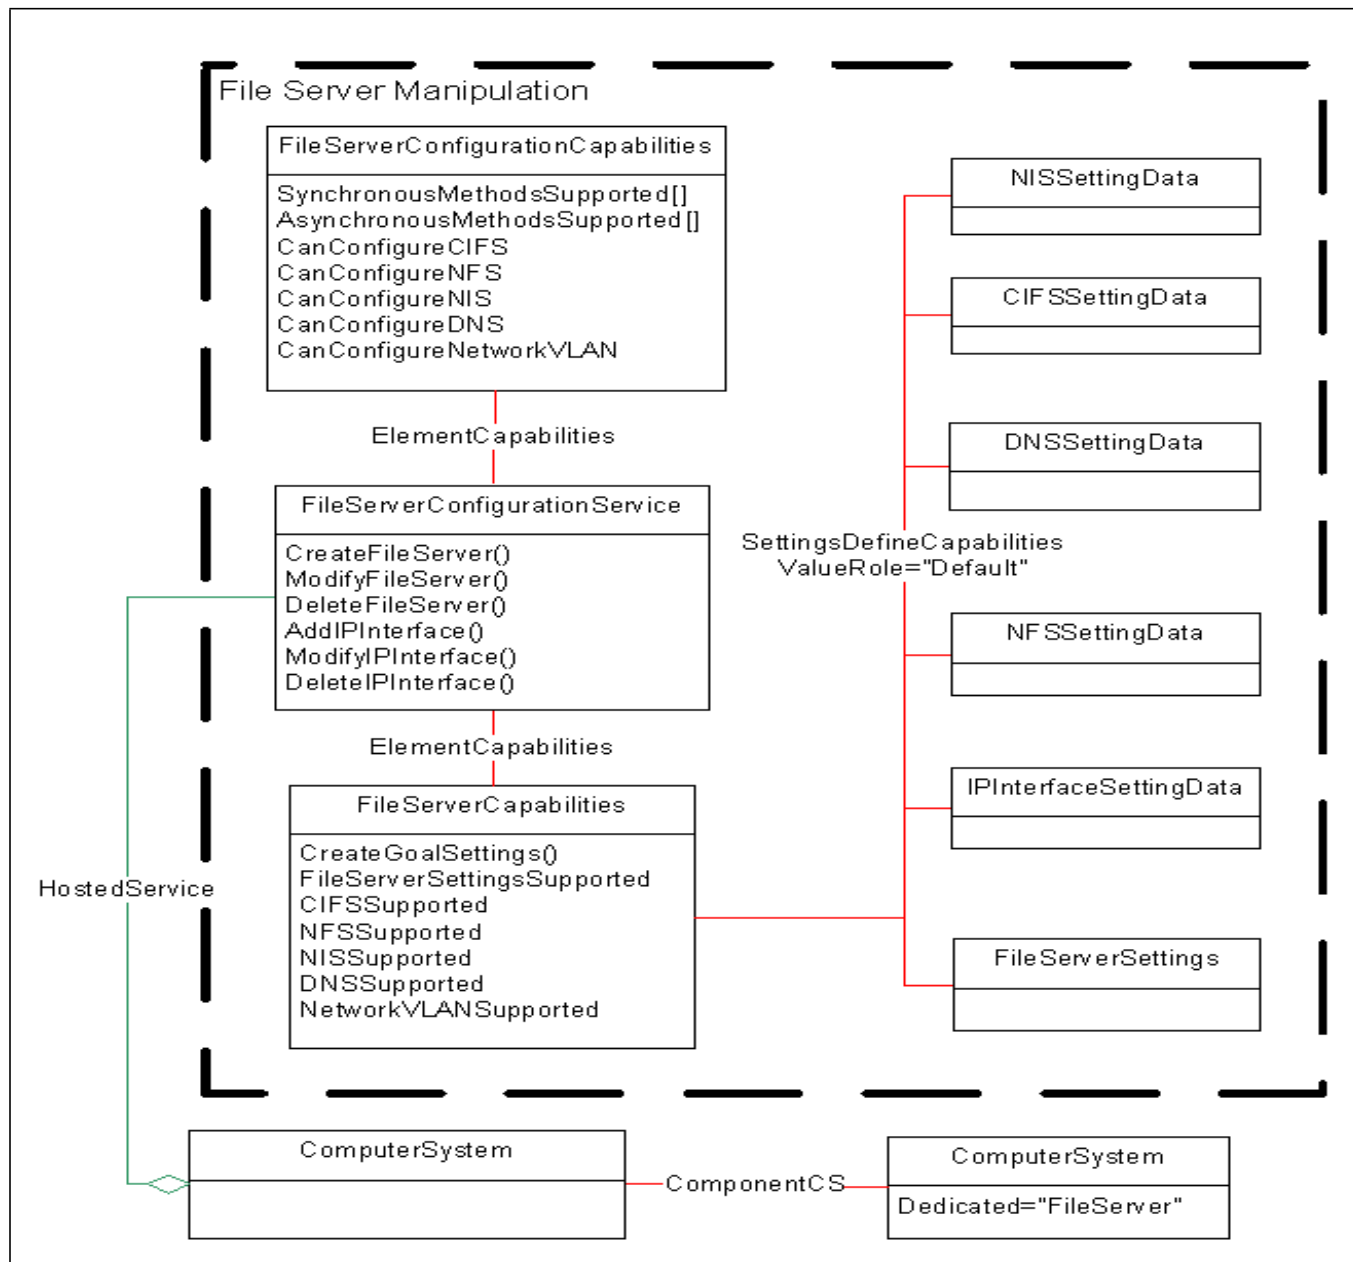 File Server Manipulation
FileServerConfigurationCapabilities
SynchronousMethodsSupported[]
AsynchronousMethodsSupported[]
CanConfigureCIFS
CanConfigureNFS
CanConfigureNIS
CanConfigureDNS
CanConfigureNetworkVLAN
ElementCapabilities
FileServerConfigurationService
CreateFileServer()
ModifyFileServer()
DeleteFileServer()
AddIPInterface()
ModifyIPInterface()
DeleteIPInterface()
ElementCapabilities
FileServerCapabilities
CreateGoalSettings()
FileServerSettingsSupported
CIFSSupported
NFSSupported
NISSupported
DNSSupported
NetworkVLANSupported
HostedService
NISSettingData
CIFSSettingData
DNSSettingData
SettingsDefineCapabilities
ValueRole="Default"
NFSSettingData
IPInterfaceSettingData
FileServerSettings
ComputerSystem
ComponentCS
ComputerSystem
Dedicated="FileServer"